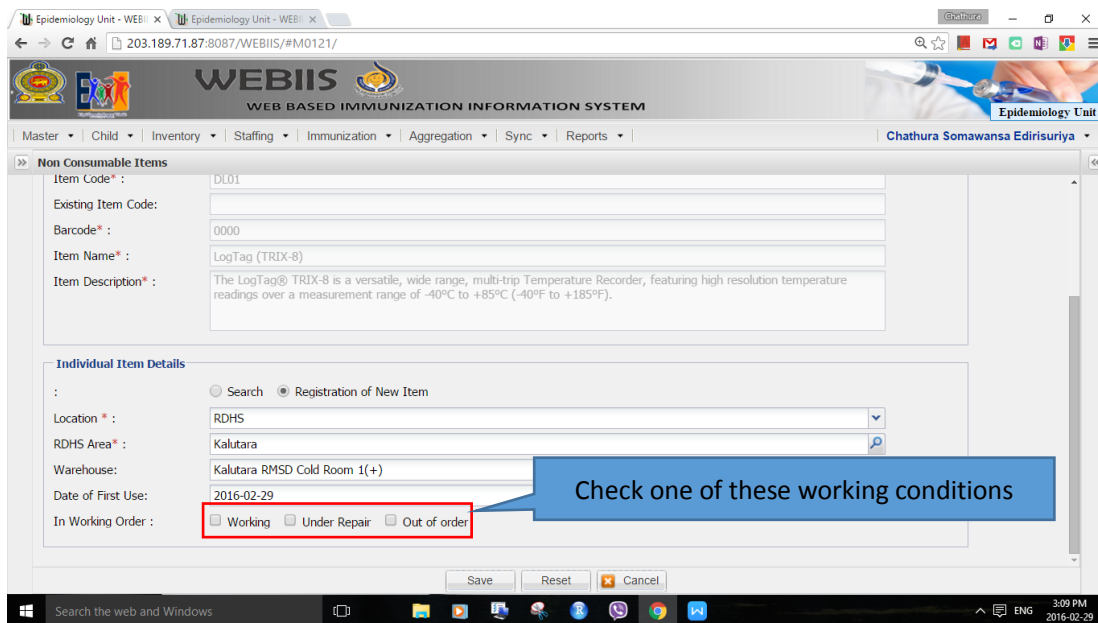 Epidemiology Unit - WEBII
Epidemiology Unit - WEBI
Chathura
203.189.71.87:8087/WEBIIS/#M0121/
WEBIIS
WEB BASED IMMUNIZATION INFORMATION SYSTEM
Epidemiology Unit
Master Child Inventory Staffing Immunization Aggregation Sync Reports Chathura Somawansa Edirisuriya
Non Consumable Items
Item Code* : DL01
Existing Item Code:
Barcode* : 0000
Item Name* : LogTag (TRIX-8)
Item Description* : The LogTag® TRIX-8 is a versatile, wide range, multi-trip Temperature Recorder, featuring high resolution temperature
readings over a measurement range of -40°C to +85°C (-40°F to +185°F).
Individual Item Details
: Search Registration of New Item
Location * : RDHS
RDHS Area* : Kalutara
Warehouse: Kalutara RMSD Cold Room 1(+)
Date of First Use: 2016-02-29
In Working Order : Working Under Repair Out of order
Check one of these working conditions
Save Reset Cancel
Search the web and Windows
ENG
3:09 PM
2016-02-29